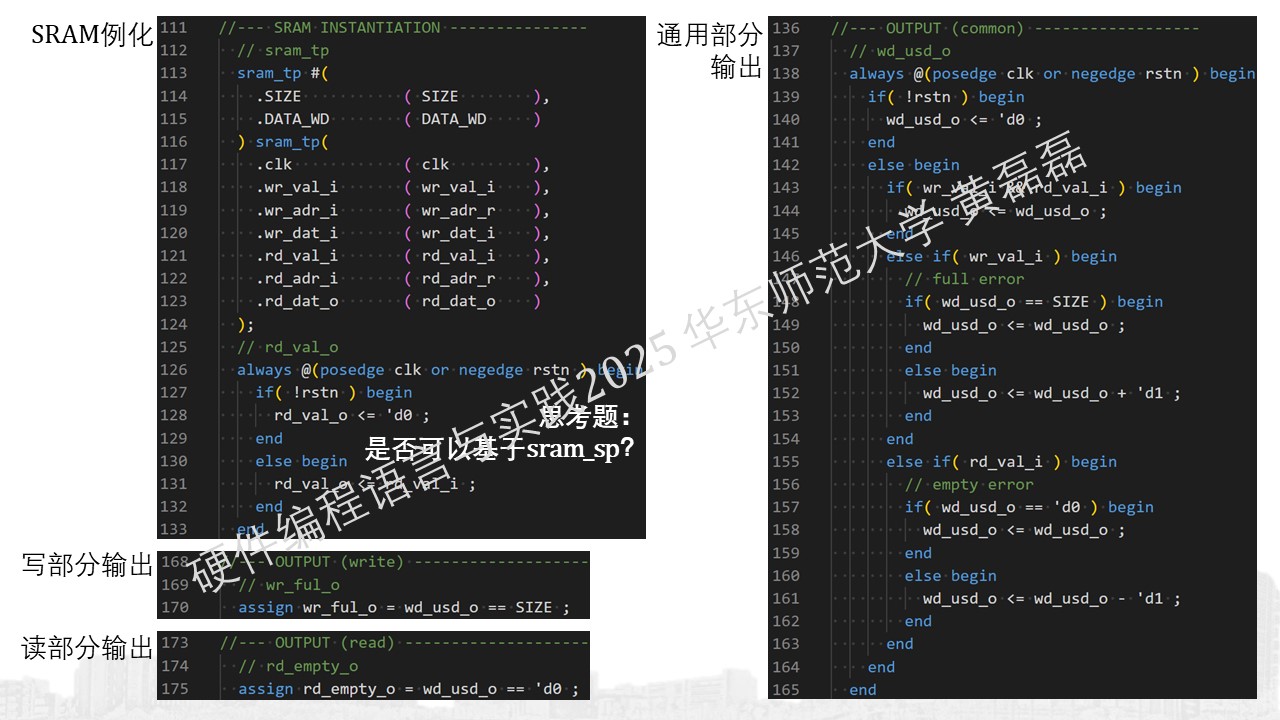 SRAM例化
111 //--- SRAM INSTANTIATION ---------------
112 // sram_tp
113 sram_tp #(
114 .SIZE ( SIZE ),
115 .DATA_WD ( DATA_WD )
116 ) sram_tp(
117 .clk ( clk ),
118 .wr_val_i ( wr_val_i ),
119 .wr_adr_i ( wr_adr_r ),
120 .wr_dat_i ( wr_dat_i ),
121 .rd_val_i ( rd_val_i ),
122 .rd_adr_i ( rd_adr_r ),
123 .rd_dat_o ( rd_dat_o )
124 );
125 // rd_val_o
126 always @(posedge clk or negedge rstn ) begin
127 if( !rstn ) begin
128 rd_val_o <= 'd0 ;
129 end
130 else begin
131 rd_val_o <= rd_val_i ;
132 end
133 end
思考题：
是否可以基于sram_sp？
写部分输出
168 //--- OUTPUT (write) -------------------
169 // wr_ful_o
170 assign wr_ful_o = wd_usd_o == SIZE ;
读部分输出
173 //--- OUTPUT (read) --------------------
174 // rd_empty_o
175 assign rd_empty_o = wd_usd_o == 'd0 ;
通用部分
输出
136 //--- OUTPUT (common) ------------------
137 // wd_usd_o
138 always @(posedge clk or negedge rstn ) begin
139 if( !rstn ) begin
140 wd_usd_o <= 'd0 ;
141 end
142 else begin
143 if( wr_val_i && rd_val_i ) begin
144 wd_usd_o <= wd_usd_o ;
145 end
146 else if( wr_val_i ) begin
147 // full error
148 if( wd_usd_o == SIZE ) begin
149 wd_usd_o <= wd_usd_o ;
150 end
151 else begin
152 wd_usd_o <= wd_usd_o + 'd1 ;
153 end
154 end
155 else if( rd_val_i ) begin
156 // empty error
157 if( wd_usd_o == 'd0 ) begin
158 wd_usd_o <= wd_usd_o ;
159 end
160 else begin
161 wd_usd_o <= wd_usd_o - 'd1 ;
162 end
163 end
164 end
165 end
硬件编程语言与实践2025 华东师范大学 黄磊磊